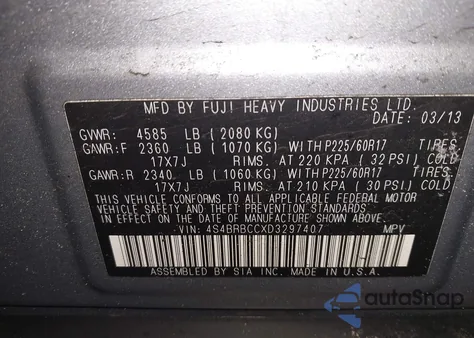 MFD BY FUJI HEAVY INDUSTRIES LTD.
DATE: 03/13
GVWR: 4585 LB (2080 KG)
GAWR:F 2360 LB (1070 KG) WITH P225/60R17 TIRES,
17X7J RIMS, AT 220 KPA (32 PSI) COLD
GAWR:R 2340 LB (1060 KG) WITH P225/60R17 TIRES,
17X7J RIMS, AT 210 KPA (30 PSI) COLD
THIS VEHICLE CONFORMS TO ALL APPLICABLE FEDERAL MOTOR
VEHICLE SAFETY AND THEFT PREVENTION STANDARDS IN EFFECT
ON THE DATE OF MANUFACTURE SHOWN ABOVE.
VIN: 4S4BRBCCXD3297407 MPV
ASSEMBLED BY SIA INC. MADE IN U.S.A.
autoSnap